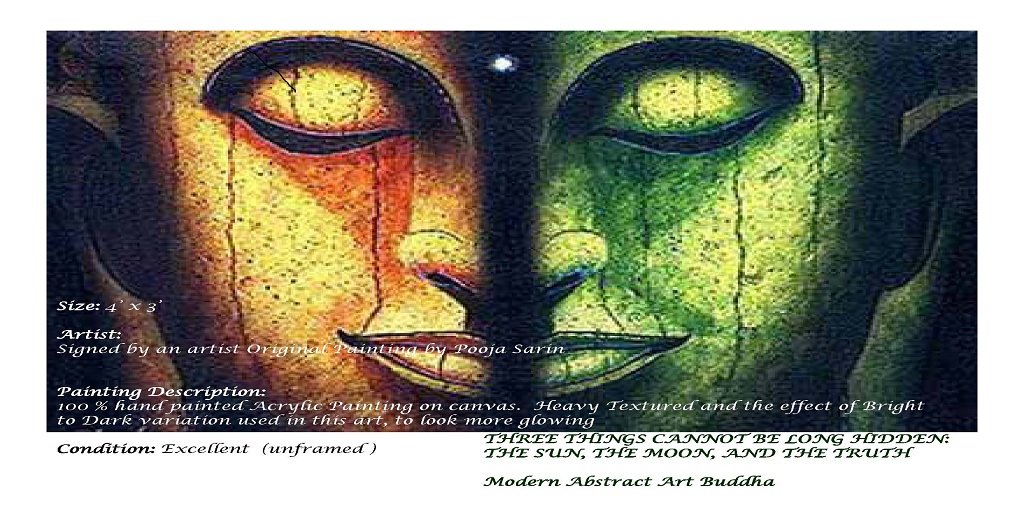 Size: 4' x 3'
Artist:
Signed by an artist Original Painting by Pooja Sarin
Painting Description:
100 % hand painted Acrylic Painting on canvas. Heavy Textured and the effect of Bright
to Dark variation used in this art, to look more glowing
Condition: Excellent (unframed )
THREE THINGS CANNOT BE LONG HIDDEN:
THE SUN, THE MOON, AND THE TRUTH
Modern Abstract Art Buddha